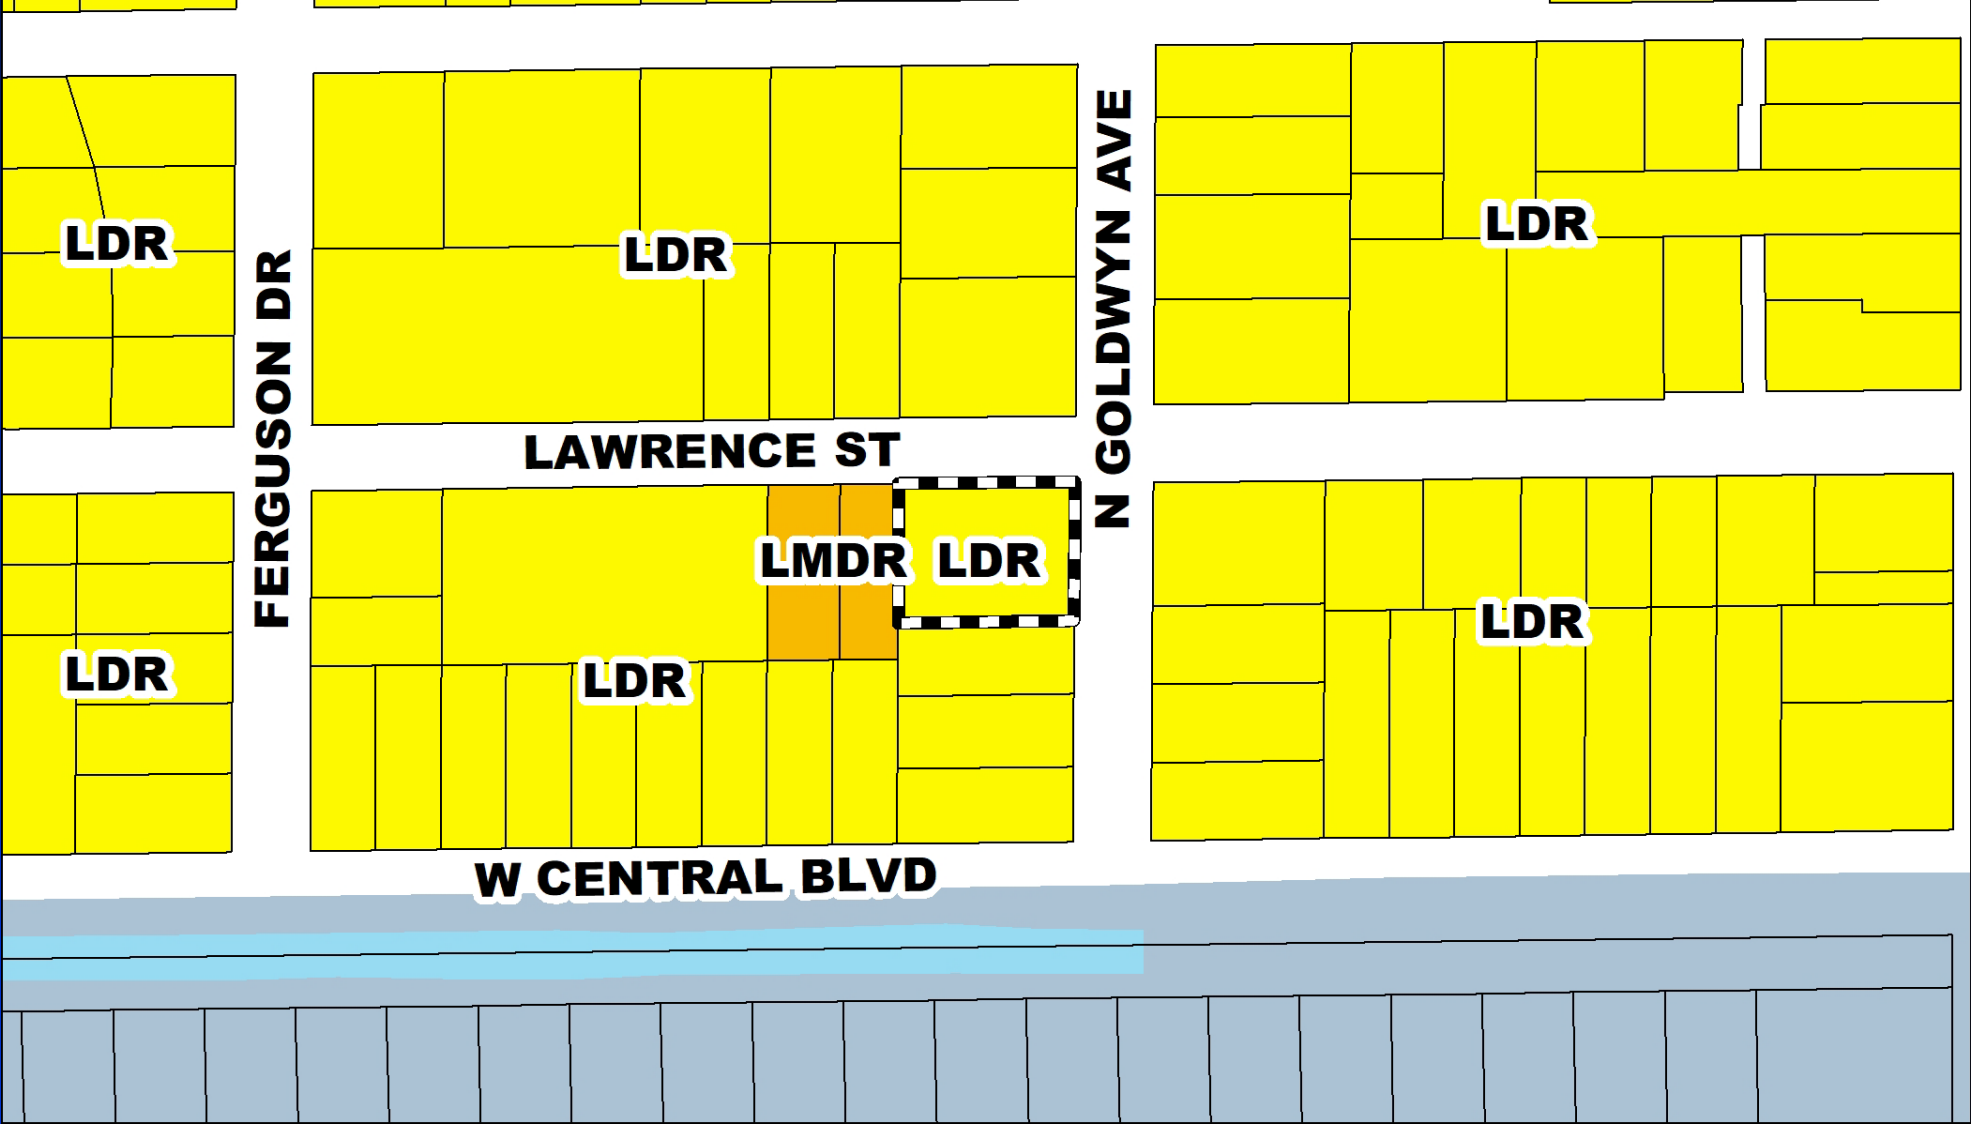 LDR
LDR
LDR
FERGUSON DR
N GOLDWYN AVE
LAWRENCE ST
LMDR
LDR
LDR
LDR
LDR
W CENTRAL BLVD